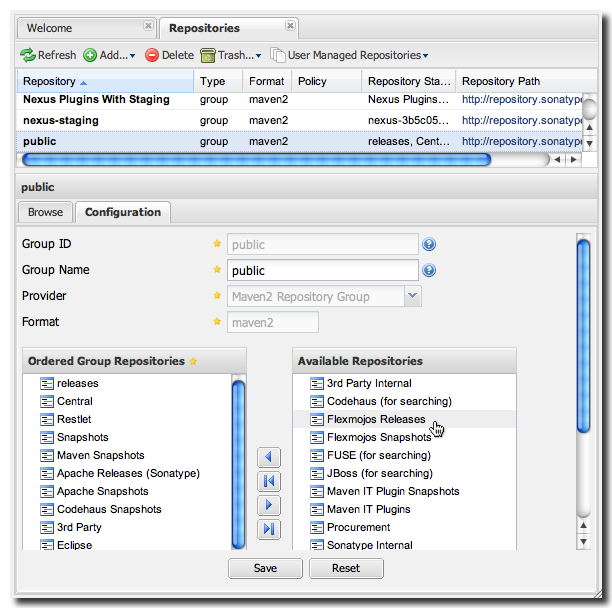 Welcome
Repositories
Refresh Add... Delete Trash... User Managed Repositories
Repository Type Format Policy Repository Sta... Repository Path
Nexus Plugins With Staging group maven2 Nexus Plugins... http://repository.sonatype
nexus-staging group maven2 nexus-3b5c05... http://repository.sonatype
public group maven2 releases, Cent... http://repository.sonatype
public
Browse Configuration
Group ID public
Group Name public
Provider Maven2 Repository Group
Format maven2
Ordered Group Repositories
releases
Central
Restlet
Snapshots
Maven Snapshots
Apache Releases (Sonatype)
Apache Snapshots
Codehaus Snapshots
3rd Party
Eclipse
Available Repositories
3rd Party Internal
Codehaus (for searching)
Flexmojos Releases
Flexmojos Snapshots
FUSE (for searching)
JBoss (for searching)
Maven IT Plugin Snapshots
Maven IT Plugins
Procurement
Sonatype Internal
Save Reset